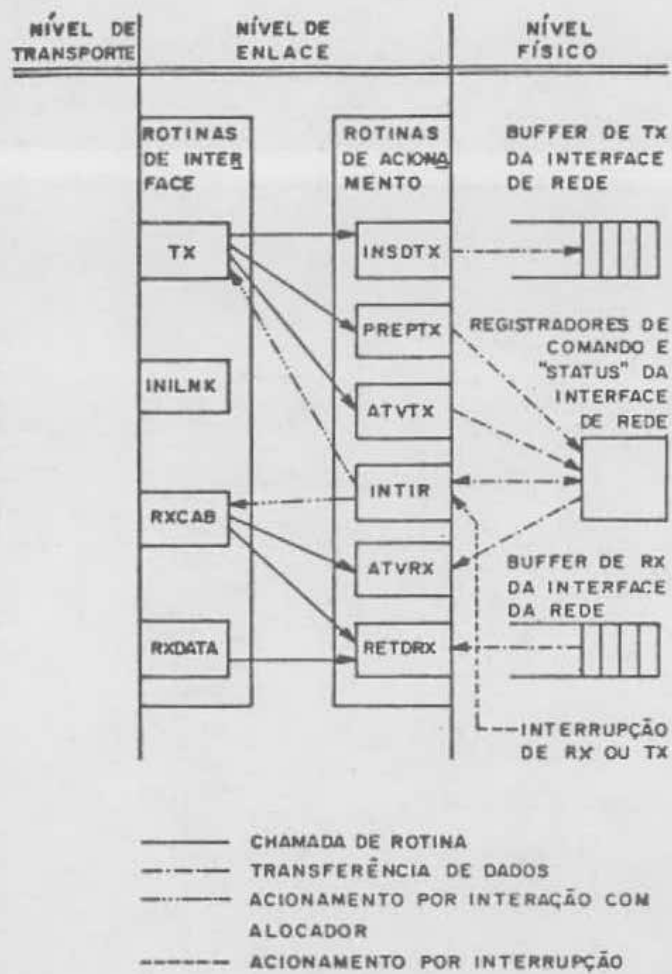 NÍVEL DE
TRANSPORTE
NÍVEL DE
ENLACE
NÍVEL
FÍSICO
ROTINAS
DE INTER
FACE
ROTINAS
DE ACIONA
MENTO
BUFFER DE TX
DA INTERFACE
DE REDE
TX
INSDTX
PREPTX
REGISTRADORES DE
COMANDO E
"STATUS" DA
INTERFACE
DE REDE
INILNK
ATVTX
INTIR
RXCAB
ATVRX
BUFFER DE RX
DA INTERFACE
DA REDE
RXDATA
RETDRX
INTERRUPÇÃO
DE RX OU TX
CHAMADA DE ROTINA
TRANSFERÊNCIA DE DADOS
ACIONAMENTO POR INTERAÇÃO COM
ALOCADOR
ACIONAMENTO POR INTERRUPÇÃO